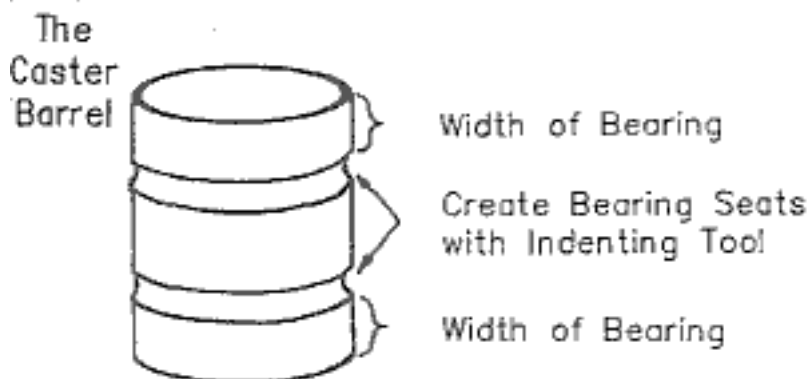 The
Caster
Barrel
Width of Bearing
Create Bearing Seats
with Indenting Tool
Width of Bearing